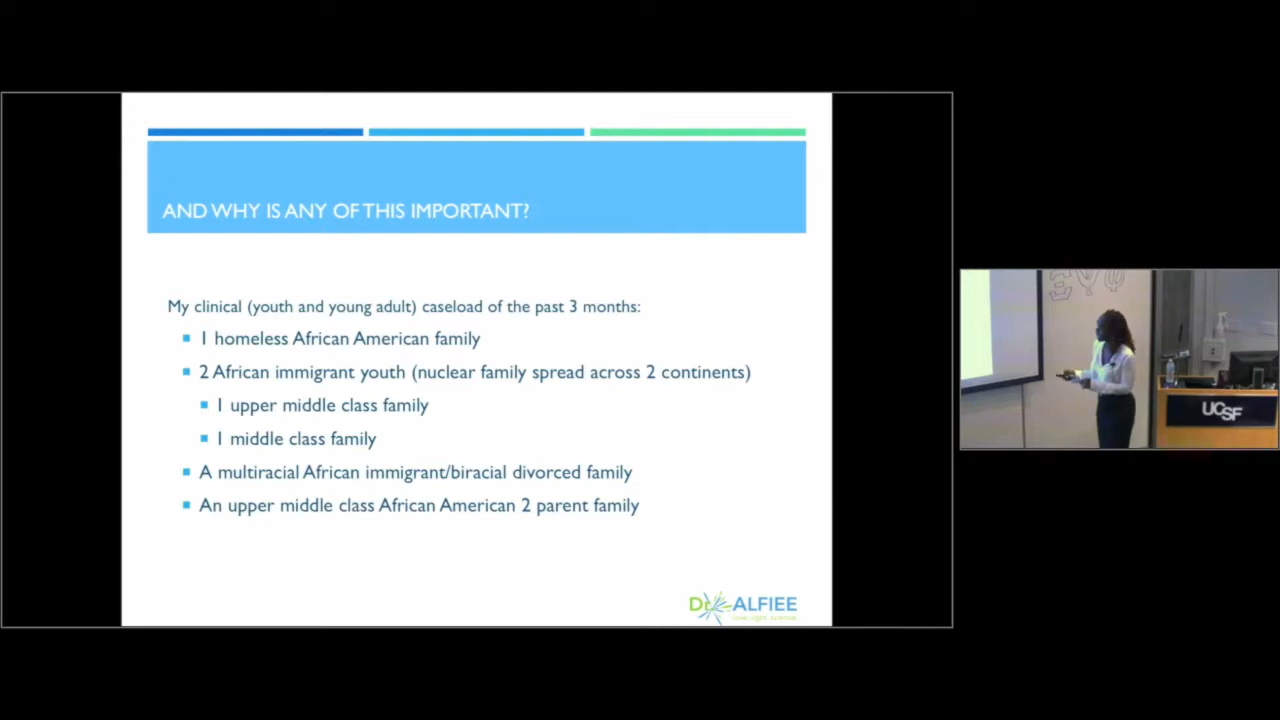 AND WHY IS ANY OF THIS IMPORTANT?
My clinical (youth and young adult) caseload of the past 3 months:
1 homeless African American family
2 African immigrant youth (nuclear family spread across 2 continents)
1 upper middle class family
1 middle class family
A multiracial African immigrant/biracial divorced family
An upper middle class African American 2 parent family
Dr. ALFIEE
ΞΨΦ
UCSF